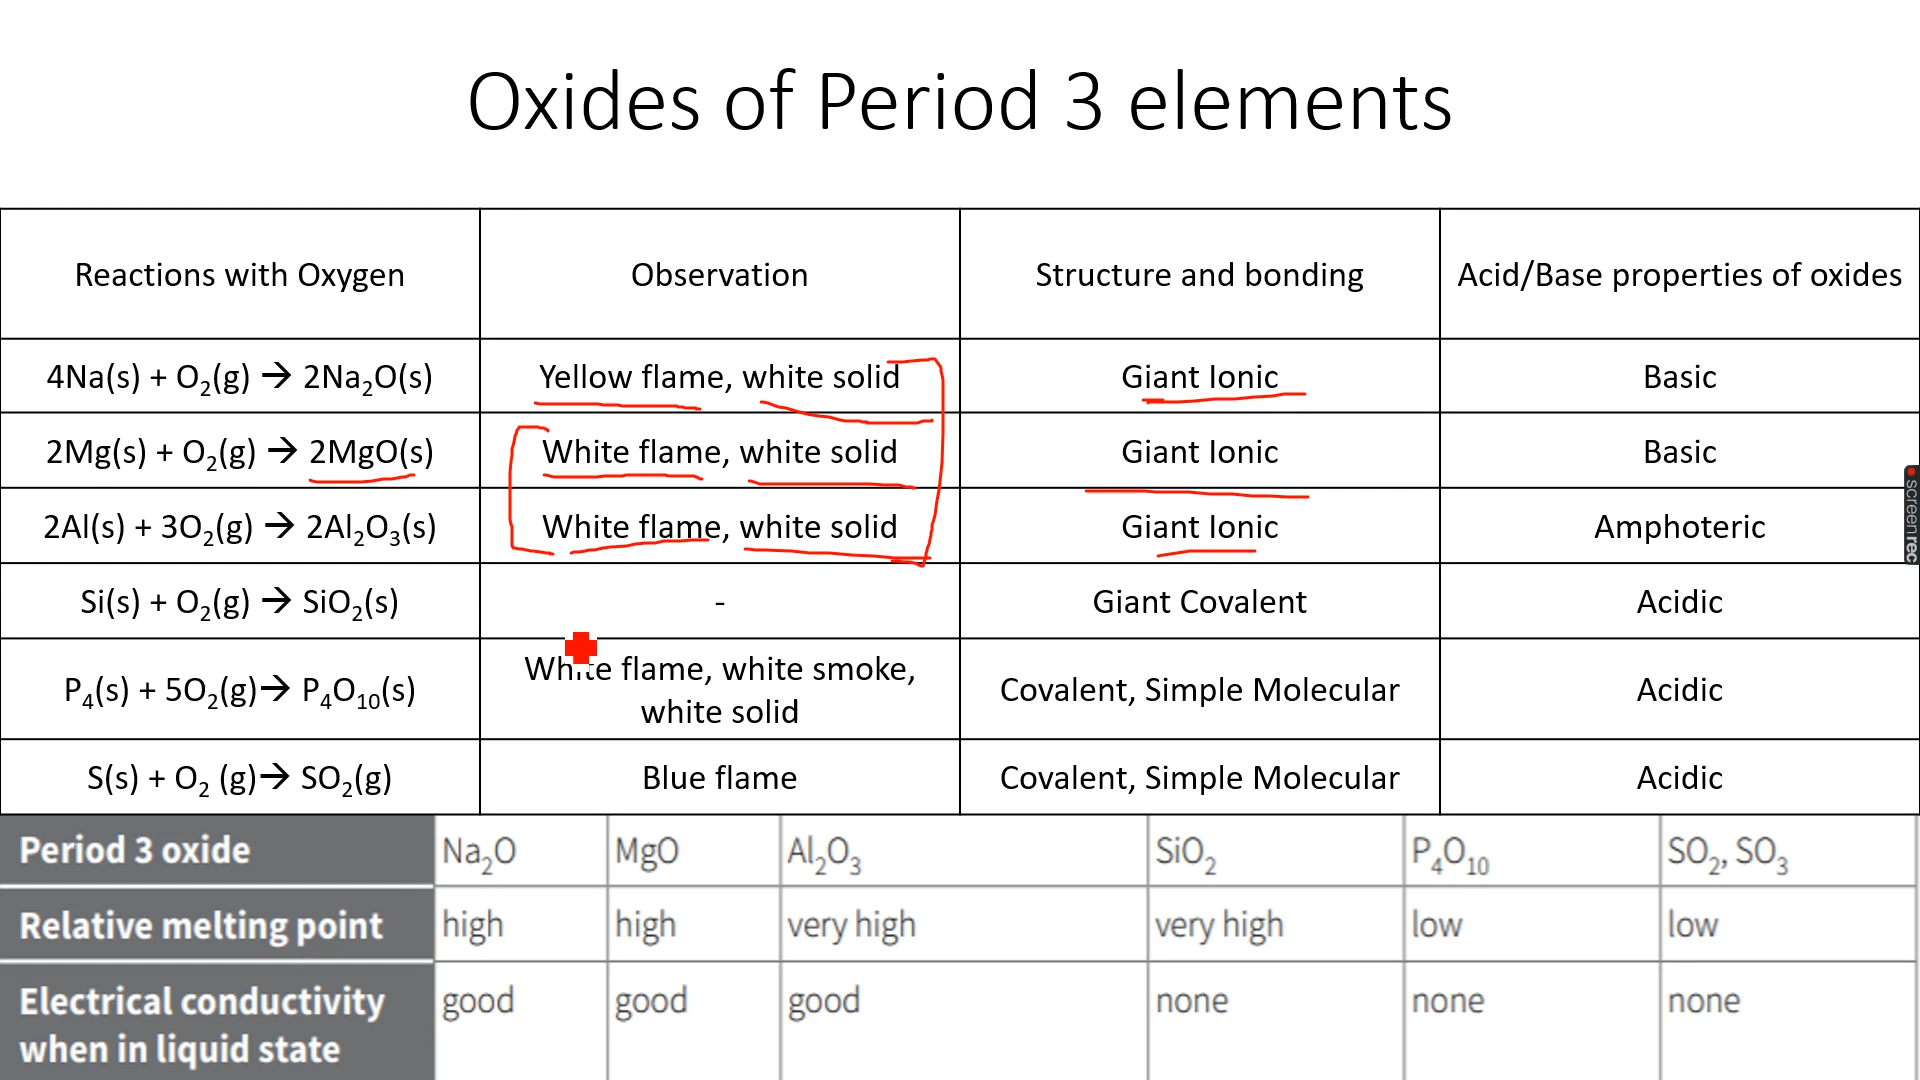 Oxides of Period 3 elements
Reactions with Oxygen
Observation
Structure and bonding
Acid/Base properties of oxides
4Na(s) + O₂(g) → 2Na₂O(s)
Yellow flame, white solid
Giant Ionic
Basic
2Mg(s) + O₂(g) → 2MgO(s)
White flame, white solid
Giant Ionic
Basic
2Al(s) + 3O₂(g) → 2Al₂O₃(s)
White flame, white solid
Giant Ionic
Amphoteric
Si(s) + O₂(g) → SiO₂(s)
-
Giant Covalent
Acidic
P₄(s) + 5O₂(g)→ P₄O₁₀(s)
White flame, white smoke,
white solid
Covalent, Simple Molecular
Acidic
S(s) + O₂ (g)→ SO₂(g)
Blue flame
Covalent, Simple Molecular
Acidic
Period 3 oxide
Na₂O
MgO
Al₂O₃
SiO₂
P₄O₁₀
SO₂, SO₃
Relative melting point
high
high
very high
very high
low
low
Electrical conductivity
when in liquid state
good
good
good
none
none
none
screenrec